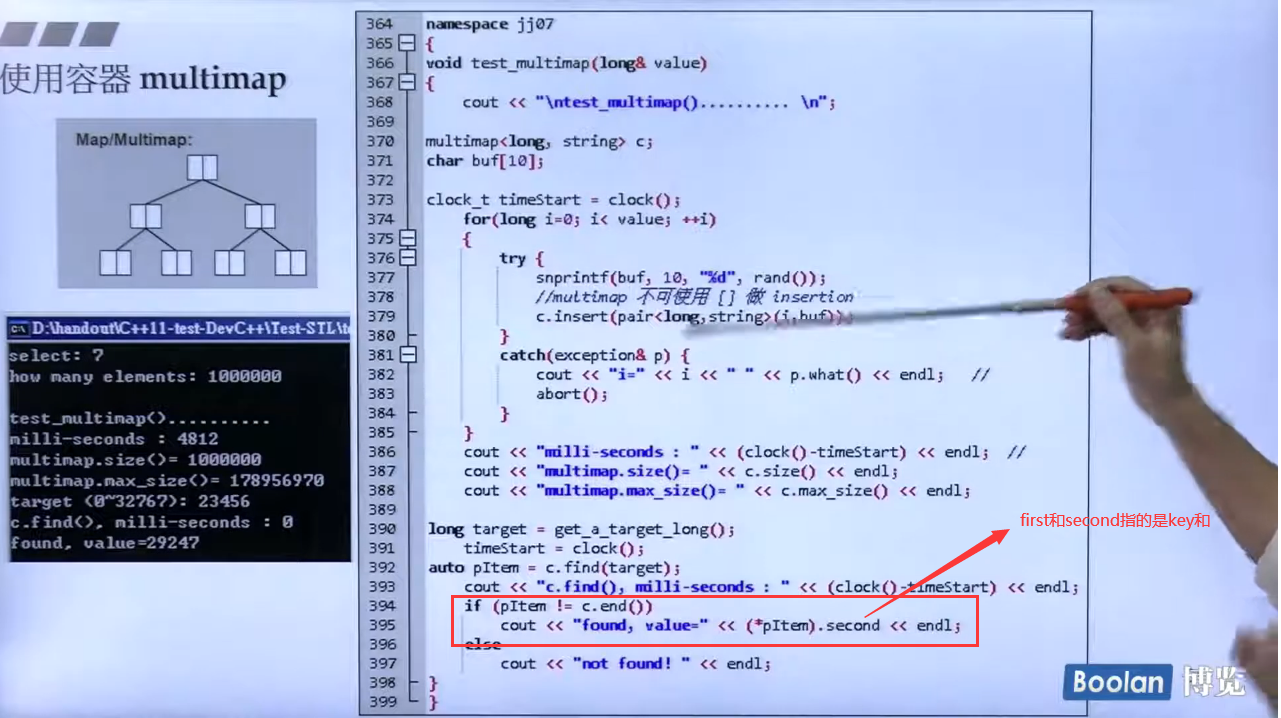 使用容器 multimap
Map/Multimap:
D:\handout\C++11-test-DevC++\Test-STL\t
select: 7
how many elements: 1000000
test_multimap()..........
milli-seconds : 4812
multimap.size()= 1000000
multimap.max_size()= 178956970
target (0~32767): 23456
c.find(), milli-seconds : 0
found, value=29247
364 namespace jj07
365 {
366 void test_multimap(long& value)
367 {
368 cout << "\ntest_multimap().......... \n";
369
370 multimap<long, string> c;
371 char buf[10];
372
373 clock_t timeStart = clock();
374 for(long i=0; i< value; ++i)
375 {
376 try {
377 snprintf(buf, 10, "%d", rand());
378 //multimap 不可使用 [] 做 insertion
379 c.insert(pair<long,string>(i,buf));
380 }
381 catch(exception& p) {
382 cout << "i=" << i << " " << p.what() << endl; //
383 abort();
384 }
385 }
386 cout << "milli-seconds : " << (clock()-timeStart) << endl; //
387 cout << "multimap.size()= " << c.size() << endl;
388 cout << "multimap.max_size()= " << c.max_size() << endl;
389
390 long target = get_a_target_long();
391 timeStart = clock();
392 auto pItem = c.find(target);
393 cout << "c.find(), milli-seconds : " << (clock()-timeStart) << endl;
394 if (pItem != c.end())
395 cout << "found, value=" << (*pItem).second << endl;
396 else
397 cout << "not found! " << endl;
398 }
399 }
first和second指的是key和
Boolan 博览